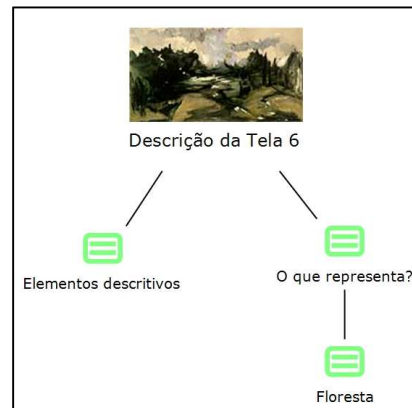 Descrição da Tela 6
Elementos descritivos
O que representa?
Floresta